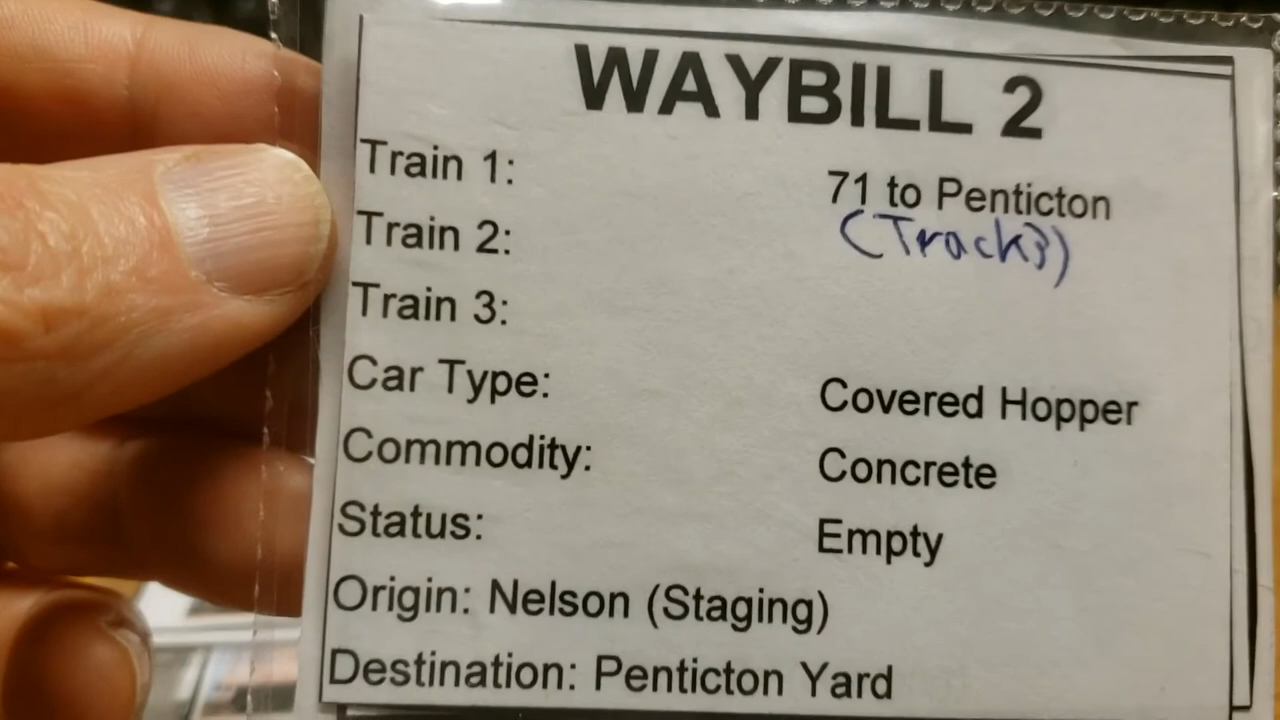 WAYBILL 2
Train 1: 71 to Penticton
Train 2: (Track3)
Train 3:
Car Type: Covered Hopper
Commodity: Concrete
Status: Empty
Origin: Nelson (Staging)
Destination: Penticton Yard